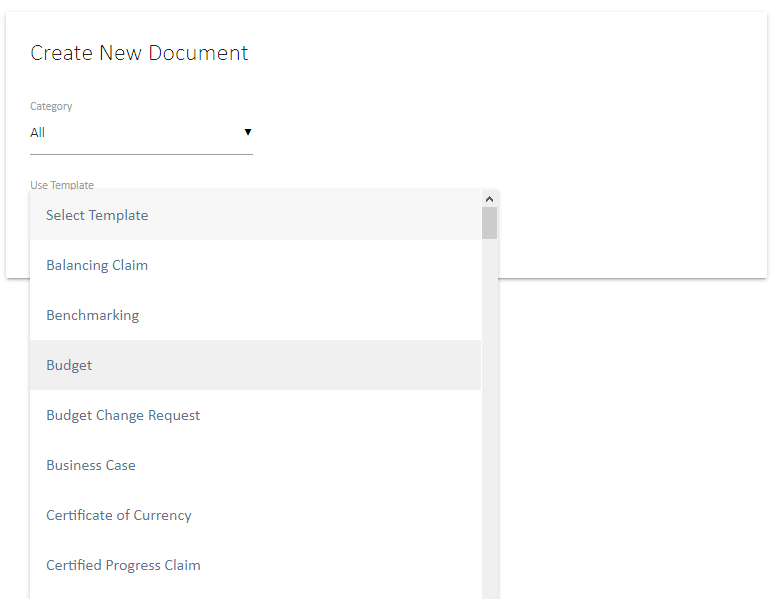 Create New Document
Category
All
Use Template
Select Template
Balancing Claim
Benchmarking
Budget
Budget Change Request
Business Case
Certificate of Currency
Certified Progress Claim